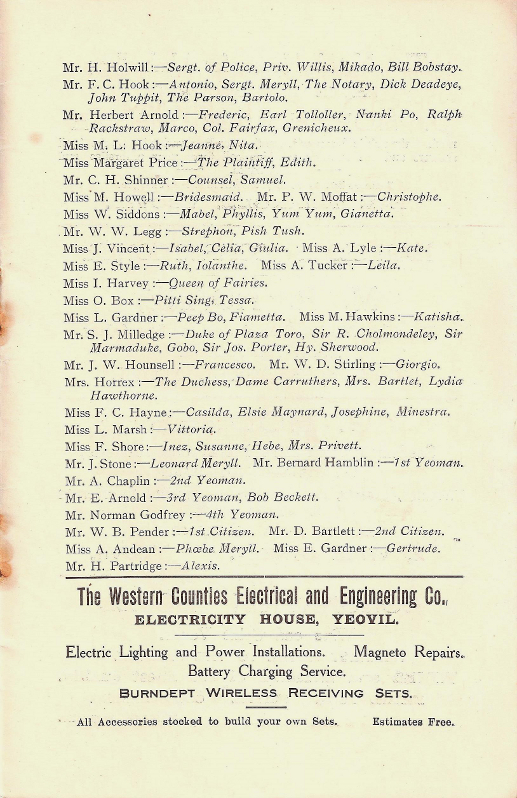 Mr. H. Holwill:—Sergt. of Police, Priv. Willis, Mikado, Bill Bobstay.
Mr. F. C. Hook:—Antonio, Sergt. Meryll, The Notary, Dick Deadeye,
John Tuppit, The Parson, Bartolo.
Mr. Herbert Arnold:—Frederic, Earl Tolloller, Nanki Po, Ralph
Rackstraw, Marco, Col. Fairfax, Grenicheux.
Miss M. L. Hook:—Jeanne, Nita.
Miss Margaret Price:—The Plaintiff, Edith.
Mr. C. H. Shinner:—Counsel, Samuel.
Miss M. Howell:—Bridesmaid. Mr. P. W. Moffat:—Christophe.
Miss W. Siddons:—Mabel, Phyllis, Yum Yum, Gianetta.
Mr. W. W. Legg:—Strephon, Pish Tush.
Miss J. Vincent:—Isabel, Celia, Giulia. Miss A. Lyle:—Kate.
Miss E. Style:—Ruth, Iolanthe. Miss A. Tucker:—Leila.
Miss I. Harvey:—Queen of Fairies.
Miss O. Box:—Pitti Sing, Tessa.
Miss L. Gardner:—Peep Bo, Fiametta. Miss M. Hawkins:—Katisha.
Mr. S. J. Milledge:—Duke of Plaza Toro, Sir R. Cholmondeley, Sir
Marmaduke, Gobo, Sir Jos. Porter, Hy. Sherwood.
Mr. J. W. Hounsell:—Francesco. Mr. W. D. Stirling:—Giorgio.
Mrs. Horrex:—The Duchess, Dame Carruthers, Mrs. Bartlet, Lydia
Hawthorne.
Miss F. C. Hayne:—Casilda, Elsie Maynard, Josephine, Minestra.
Miss L. Marsh:—Vittoria.
Miss F. Shore:—Inez, Susanne, Hebe, Mrs. Privett.
Mr. J. Stone:—Leonard Meryll. Mr. Bernard Hamblin:—1st Yeoman.
Mr. A. Chaplin:—2nd Yeoman.
Mr. E. Arnold:—3rd Yeoman, Bob Beckett.
Mr. Norman Godfrey:—4th Yeoman.
Mr. W. B. Pender:—1st Citizen. Mr. D. Bartlett:—2nd Citizen.
Miss A. Andean:—Phœbe Meryll. Miss E. Gardner:—Gertrude.
Mr. H. Partridge:—Alexis.
The Western Counties Electrical and Engineering Co.,
ELECTRICITY HOUSE, YEOVIL.
Electric Lighting and Power Installations. Magneto Repairs.
Battery Charging Service.
BURNDEPT WIRELESS RECEIVING SETS.
All Accessories stocked to build your own Sets. Estimates Free.